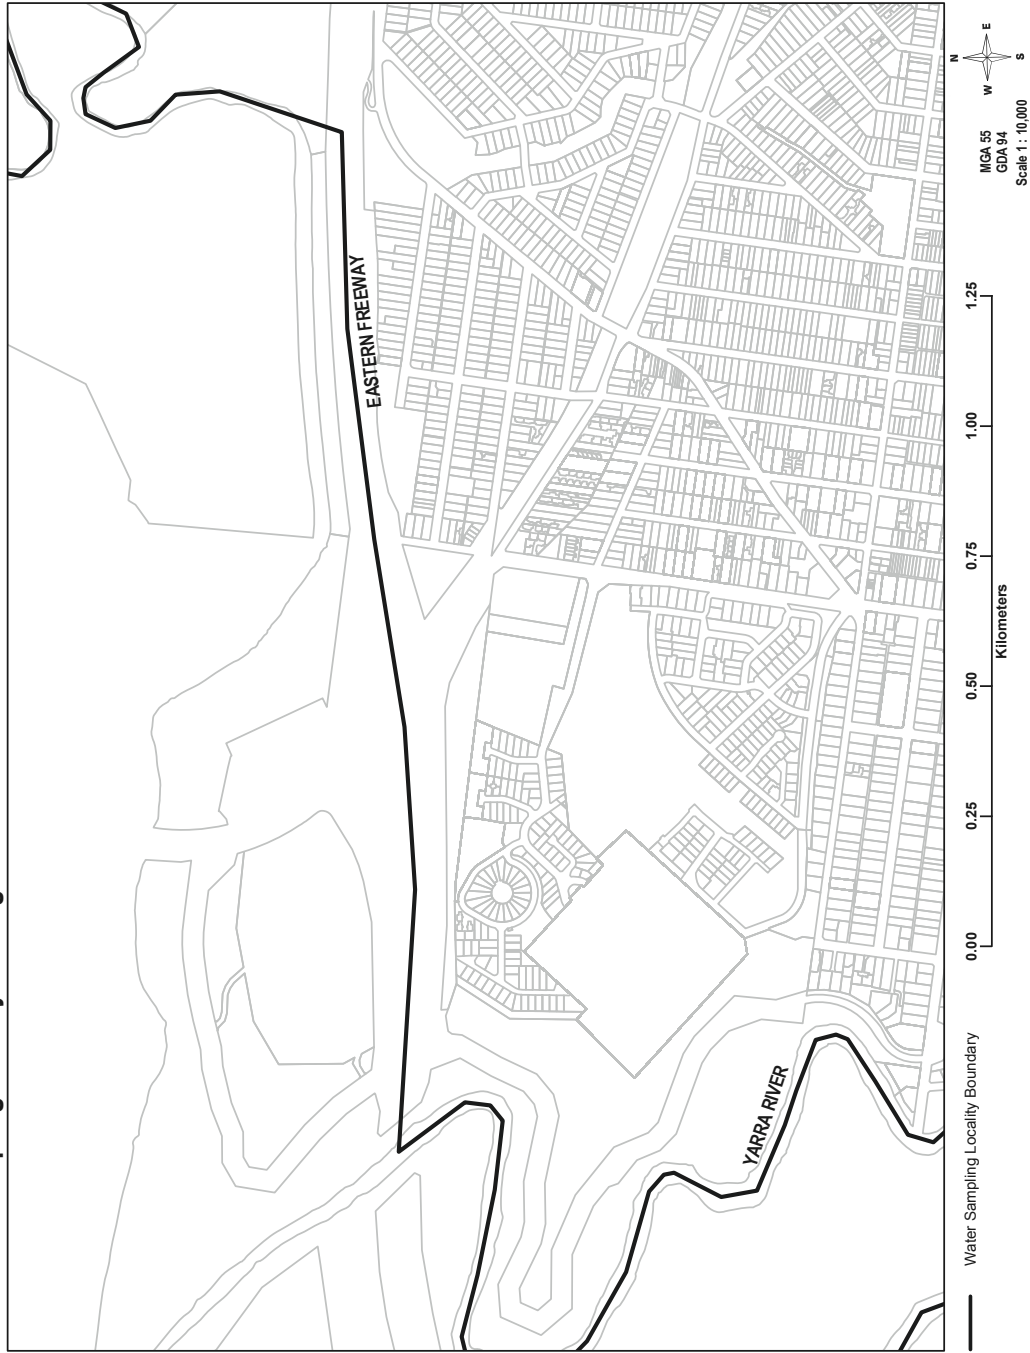 EASTERN FREEWAY
YARRA RIVER
N
E
S
W
MGA 55
GDA 94
Scale 1 : 10,000
0.00 0.25 0.50 0.75 1.00 1.25
Kilometers
Water Sampling Locality Boundary